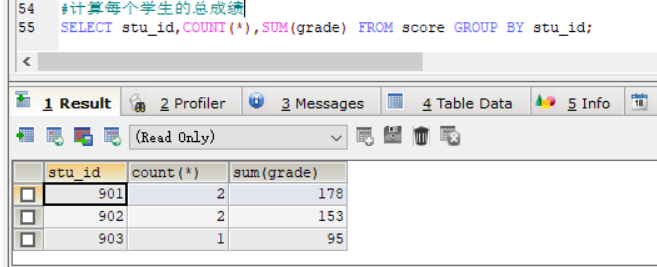 54 #计算每个学生的总成绩
55 SELECT stu_id,COUNT(*),SUM(grade) FROM score GROUP BY stu_id;
1 Result 2 Profiler 3 Messages 4 Table Data 5 Info 18
(Read Only)
stu_id count(*) sum(grade)
901 2 178
902 2 153
903 1 95